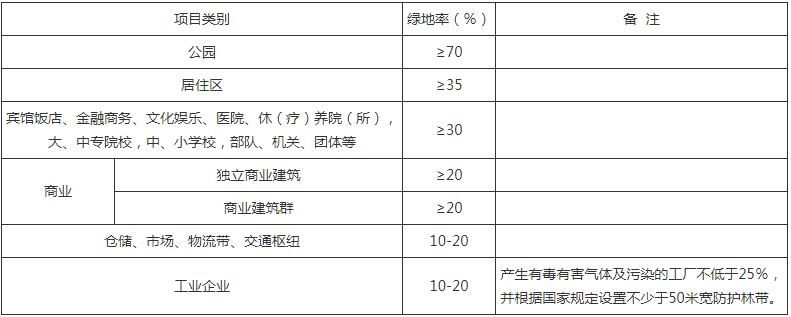 项目类别 绿地率（%） 备 注
公园 ≥70
居住区 ≥35
宾馆饭店、金融商务、文化娱乐、医院、休（疗）养院（所），
大、中专院校，中、小学校，部队、机关、团体等 ≥30
商业 独立商业建筑 ≥20
商业建筑群 ≥20
仓储、市场、物流带、交通枢纽 10-20
工业企业 10-20 产生有毒有害气体及污染的工厂不低于25%，
并根据国家规定设置不少于50米宽防护林带。